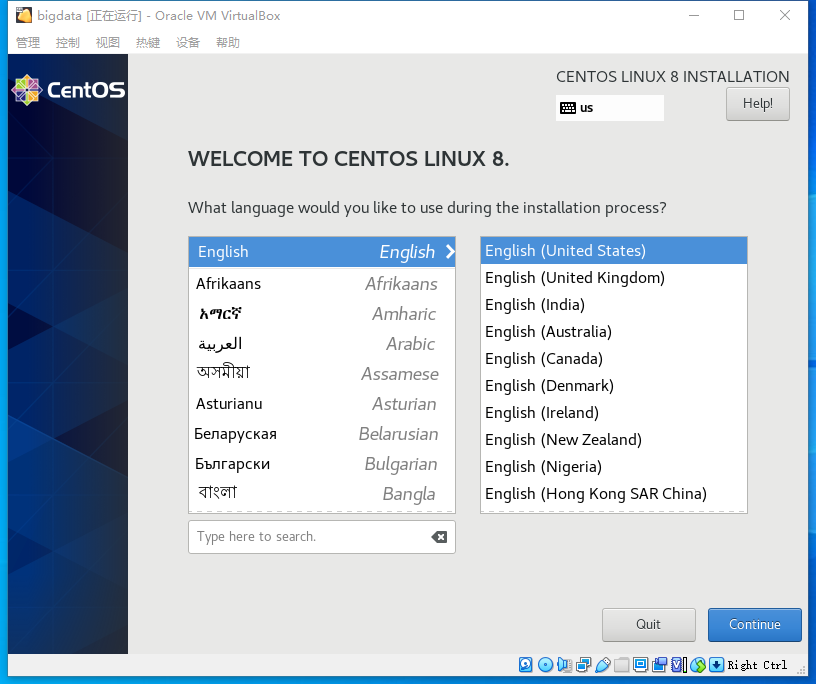 bigdata [正在运行] - Oracle VM VirtualBox
管理 控制 视图 热键 设备 帮助
CentOS
CENTOS LINUX 8 INSTALLATION
us
Help!
WELCOME TO CENTOS LINUX 8.
What language would you like to use during the installation process?
English English
Afrikaans Afrikaans
አማርኛ Amharic
العربية Arabic
অসমীয়া Assamese
Asturianu Asturian
Беларуская Belarusian
Български Bulgarian
বাংলা Bangla
Type here to search.
English (United States)
English (United Kingdom)
English (India)
English (Australia)
English (Canada)
English (Denmark)
English (Ireland)
English (New Zealand)
English (Nigeria)
English (Hong Kong SAR China)
Quit
Continue
Right Ctrl